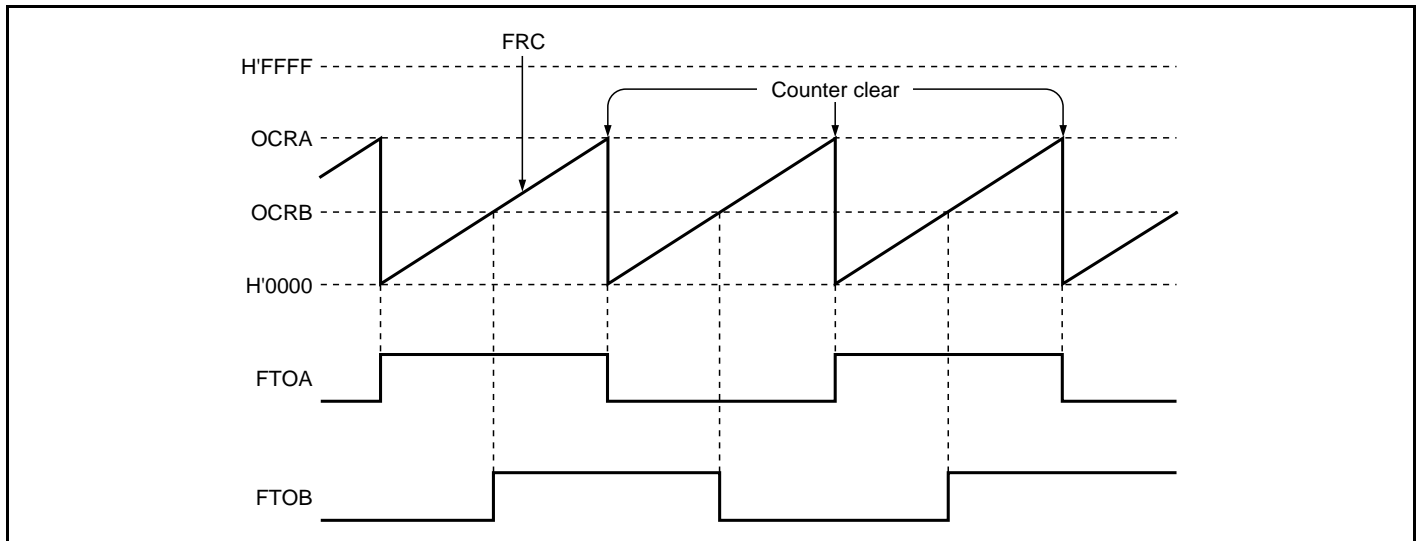 FRC
H'FFFF
Counter clear
OCRA
OCRB
H'0000
FTOA
FTOB